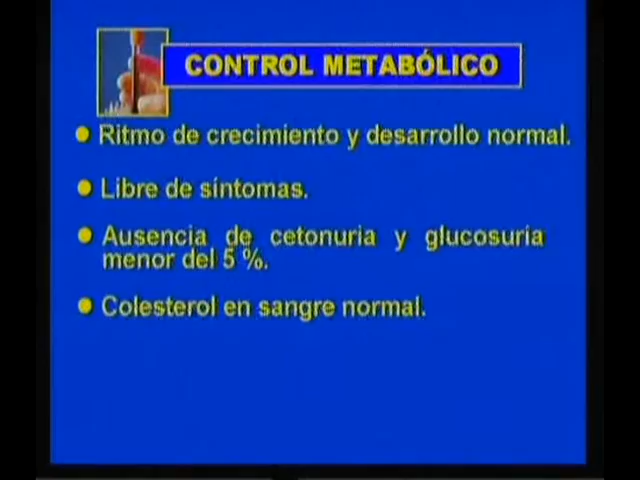 CONTROL METABÓLICO
Ritmo de crecimiento y desarrollo normal.
Libre de síntomas.
Ausencia de cetonuria y glucosuria
menor del 5 %.
Colesterol en sangre normal.